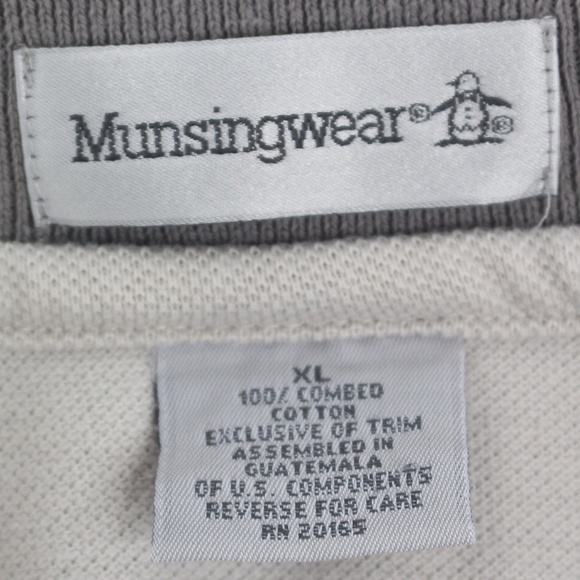 Munsingwear®
®
XL
100% COMBED
COTTON
EXCLUSIVE OF TRIM
ASSEMBLED IN
GUATEMALA
OF U.S. COMPONENTS
REVERSE FOR CARE
RN 20165